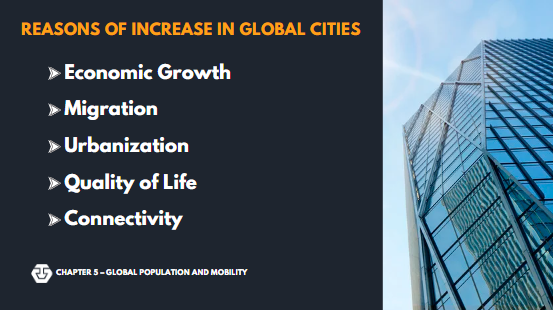 REASONS OF INCREASE IN GLOBAL CITIES
Economic Growth
Migration
Urbanization
Quality of Life
Connectivity
CHAPTER 5 – GLOBAL POPULATION AND MOBILITY